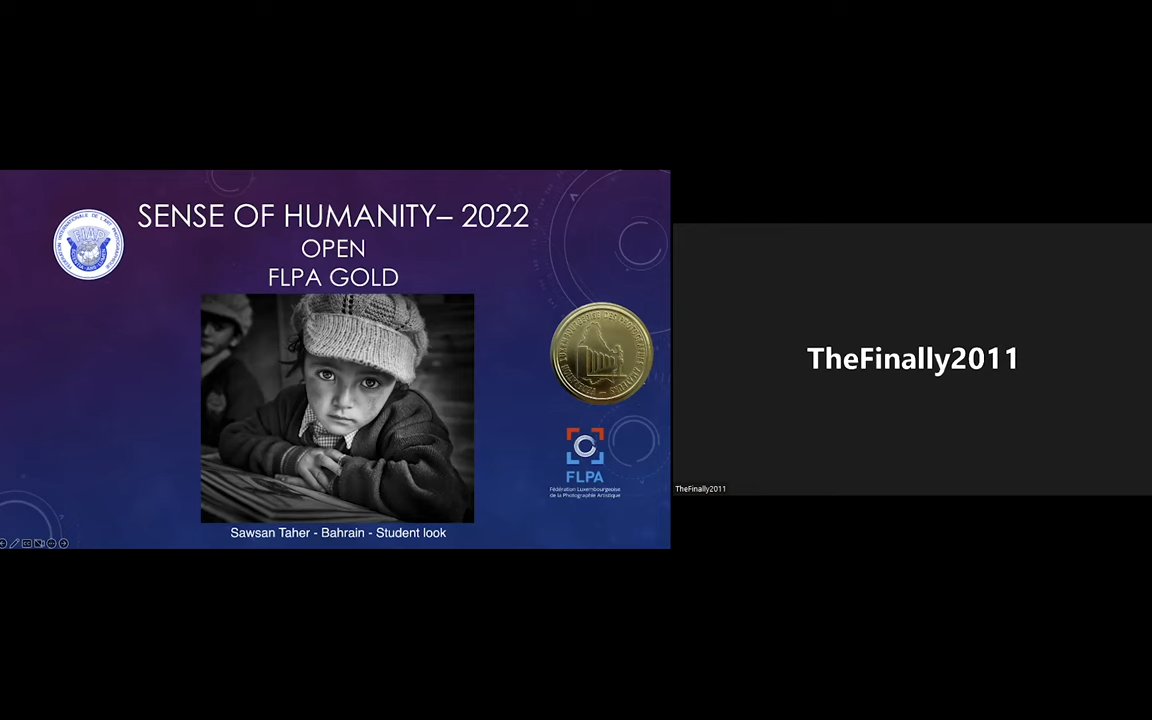 SENSE OF HUMANITY– 2022
OPEN
FLPA GOLD
FIAP
Sawsan Taher - Bahrain - Student look
FLPA
Fédération Luxembourgeoise
de la Photographie Artistique
TheFinally2011
TheFinally2011